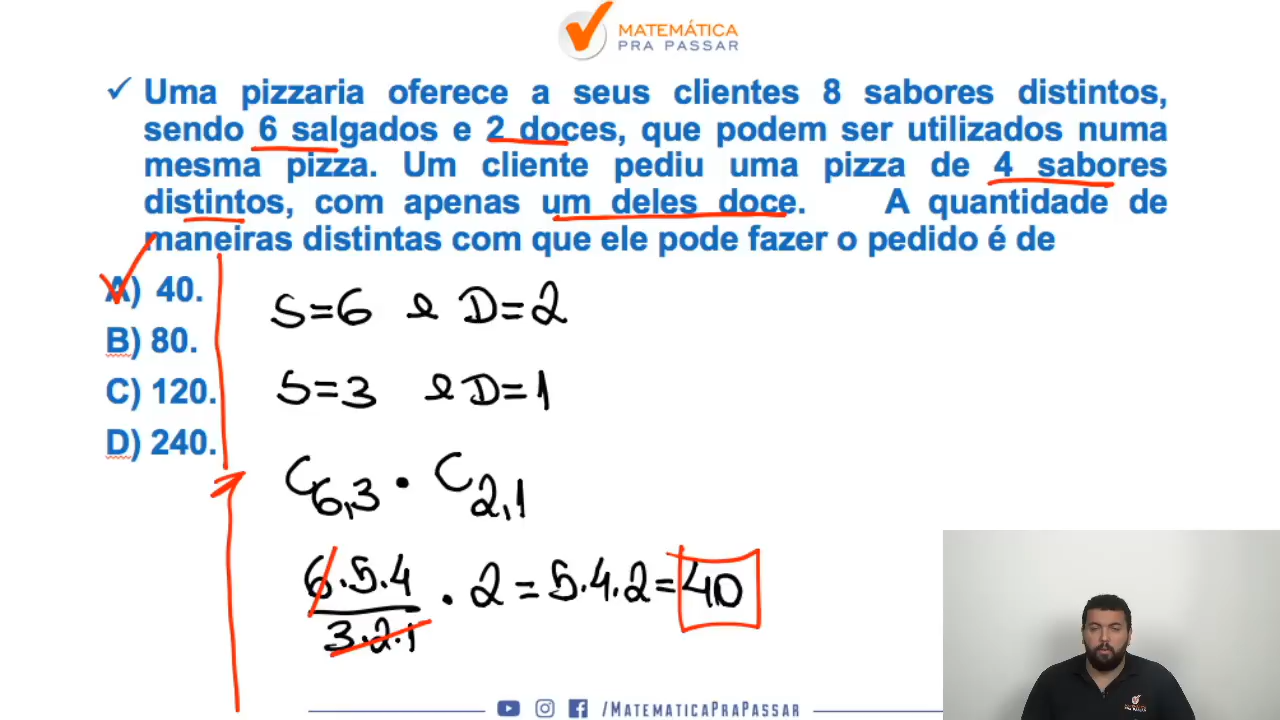 MATEMÁTICA
PRA PASSAR
✓ Uma pizzaria oferece a seus clientes 8 sabores distintos,
sendo 6 salgados e 2 doces, que podem ser utilizados numa
mesma pizza. Um cliente pediu uma pizza de 4 sabores
distintos, com apenas um deles doce. A quantidade de
maneiras distintas com que ele pode fazer o pedido é de
A) 40.
B) 80.
C) 120.
D) 240.
S=6 e D=2
S=3 e D=1
C6,3 · C2,1
6·5·4
3·2·1
· 2 = 5·4·2 = 40
/MATEMATICAPRAPASSAR